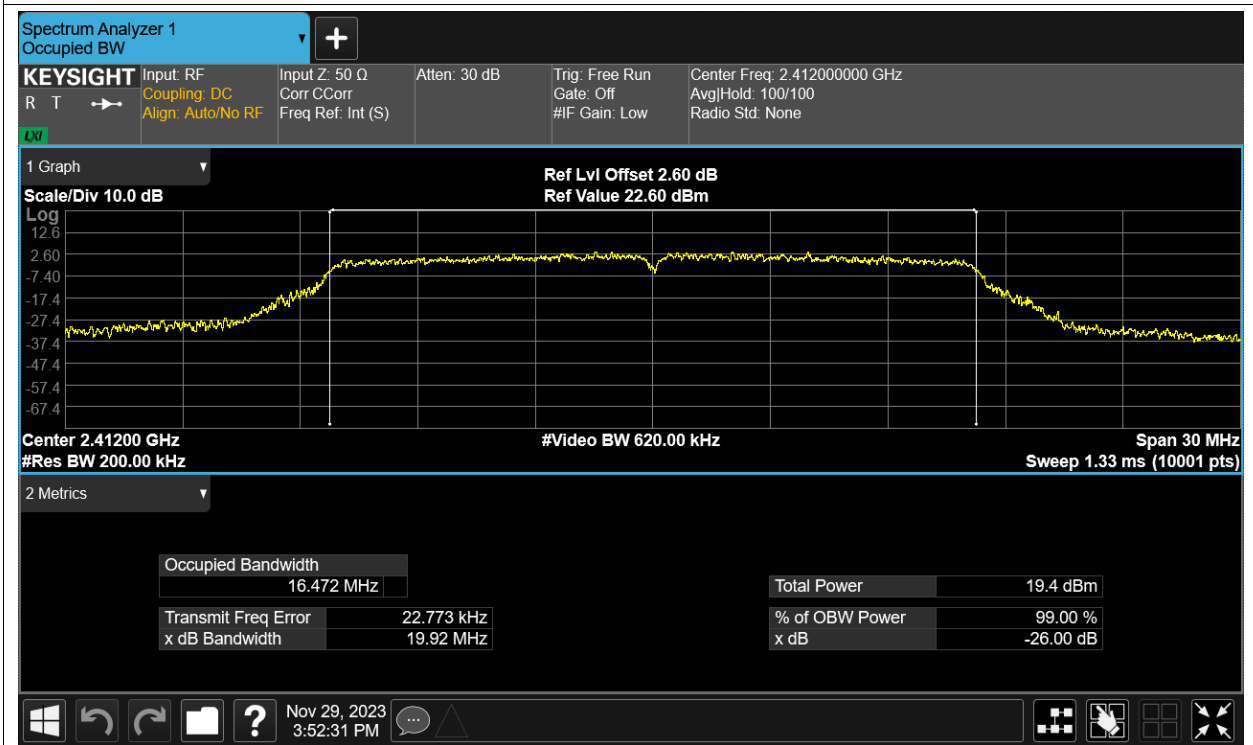 Spectrum Analyzer 1
Occupied BW
KEYSIGHT
R T
LXI
Input: RF
Coupling: DC
Align: Auto/No RF
Input Z: 50 Ω
Corr CCorr
Freq Ref: Int (S)
Atten: 30 dB
Trig: Free Run
Gate: Off
#IF Gain: Low
Center Freq: 2.412000000 GHz
Avg|Hold: 100/100
Radio Std: None
1 Graph
Scale/Div 10.0 dB
Ref Lvl Offset 2.60 dB
Ref Value 22.60 dBm
Log
12.6
2.60
-7.40
-17.4
-27.4
-37.4
-47.4
-57.4
-67.4
Center 2.41200 GHz
#Video BW 620.00 kHz
Span 30 MHz
#Res BW 200.00 kHz
Sweep 1.33 ms (10001 pts)
2 Metrics
Occupied Bandwidth
16.472 MHz
Total Power 19.4 dBm
Transmit Freq Error 22.773 kHz
% of OBW Power 99.00 %
x dB Bandwidth 19.92 MHz
x dB -26.00 dB
?
Nov 29, 2023
3:52:31 PM